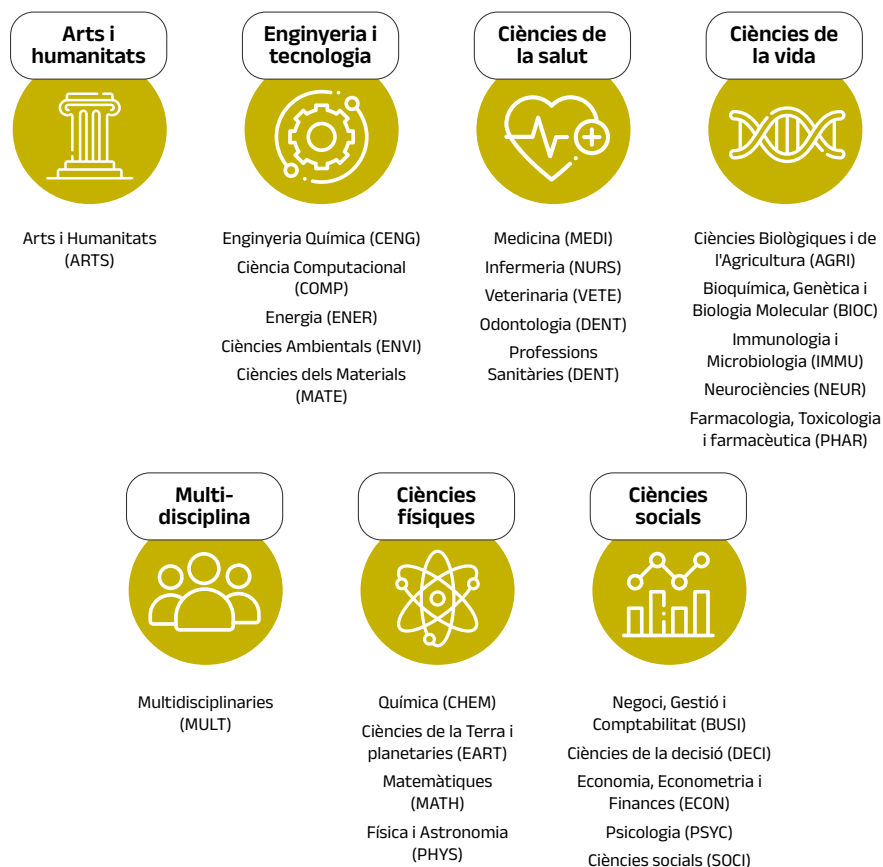 Arts i
humanitats
Arts i Humanitats
(ARTS)
Enginyeria i
tecnologia
Enginyeria Química (CENG)
Ciència Computacional
(COMP)
Energia (ENER)
Ciències Ambientals (ENVI)
Ciències dels Materials
(MATE)
Ciències de
la salut
Medicina (MEDI)
Infermeria (NURS)
Veterinaria (VETE)
Odontologia (DENT)
Professions
Sanitàries (DENT)
Ciències de
la vida
Ciències Biològiques i de
l'Agricultura (AGRI)
Bioquímica, Genètica i
Biologia Molecular (BIOC)
Immunologia i
Microbiologia (IMMU)
Neurociències (NEUR)
Farmacologia, Toxicologia
i farmacèutica (PHAR)
Multi-
disciplina
Multidisciplinaries
(MULT)
Ciències
físiques
Química (CHEM)
Ciències de la Terra i
planetaries (EART)
Matemàtiques
(MATH)
Física i Astronomia
(PHYS)
Ciències
socials
Negoci, Gestió i
Comptabilitat (BUSI)
Ciències de la decisió (DECI)
Economia, Econometria i
Finances (ECON)
Psicologia (PSYC)
Ciències socials (SOCI)